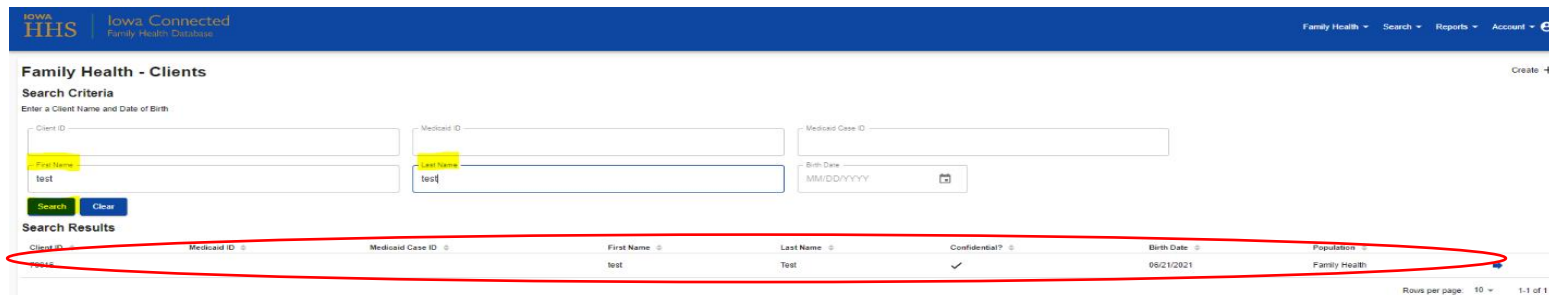 IOWA HHS Iowa Connected
Family Health Database
Family Health Search Reports Account
Family Health - Clients
Create +
Search Criteria
Enter a Client Name and Date of Birth
Client ID Medicaid ID Medicaid Case ID
First Name Last Name Birth Date
test test MM/DD/YYYY
Search Clear
Search Results
Client ID Medicaid ID Medicaid Case ID First Name Last Name Confidential? Birth Date Population
test Test ✓ 06/21/2021 Family Health
Rows per page: 10 1-1 of 1